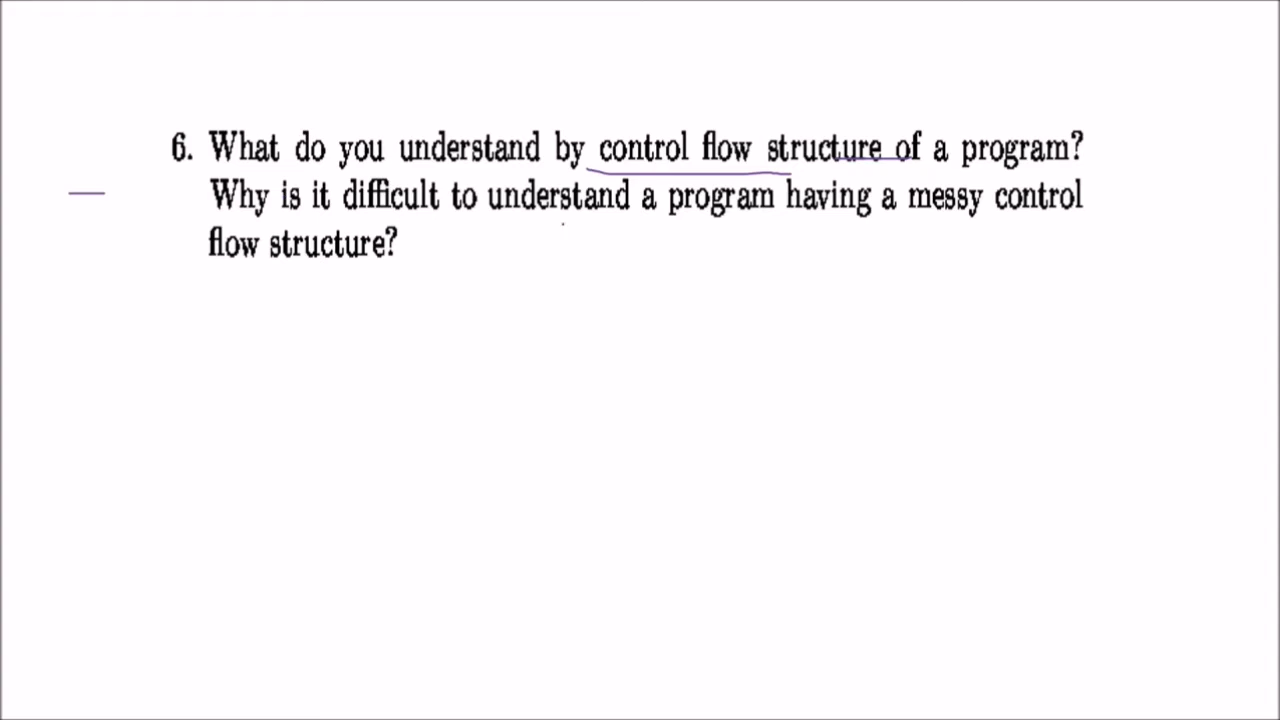 6. What do you understand by control flow structure of a program?
Why is it difficult to understand a program having a messy control
flow structure?